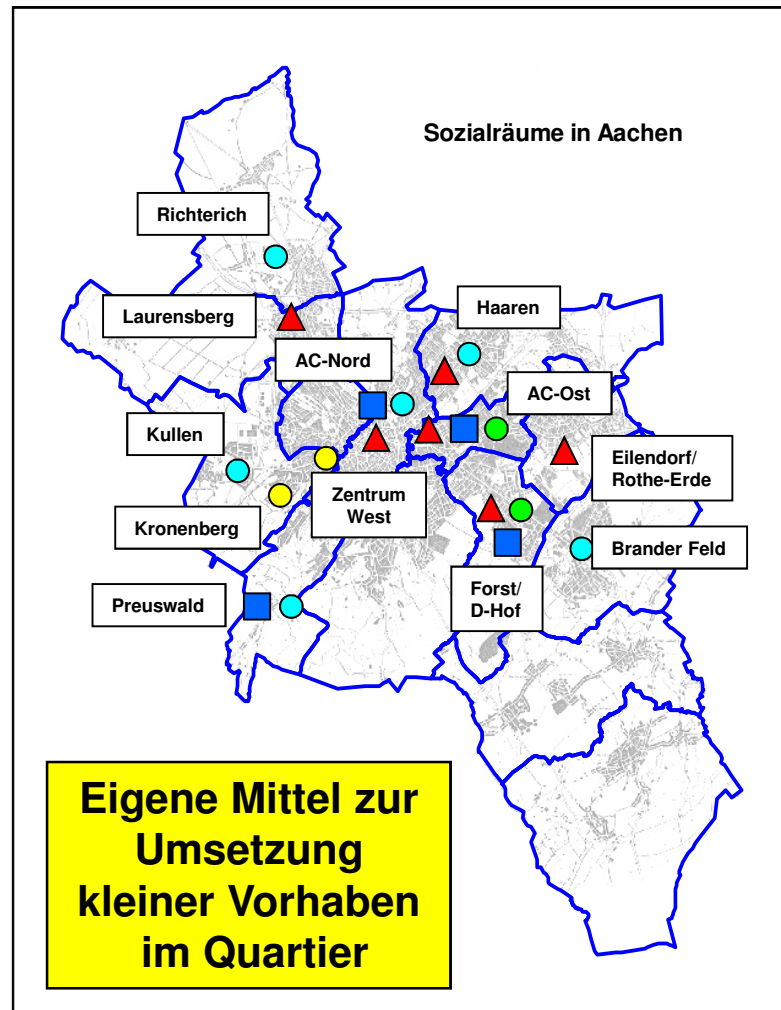 Sozialräume in Aachen
Richterich
Laurensberg
Haaren
AC-Nord
AC-Ost
Kullen
Eilendorf/
Rothe-Erde
Zentrum
West
Kronenberg
Brander Feld
Preuswald
Forst/
D-Hof
Eigene Mittel zur
Umsetzung
kleiner Vorhaben
im Quartier